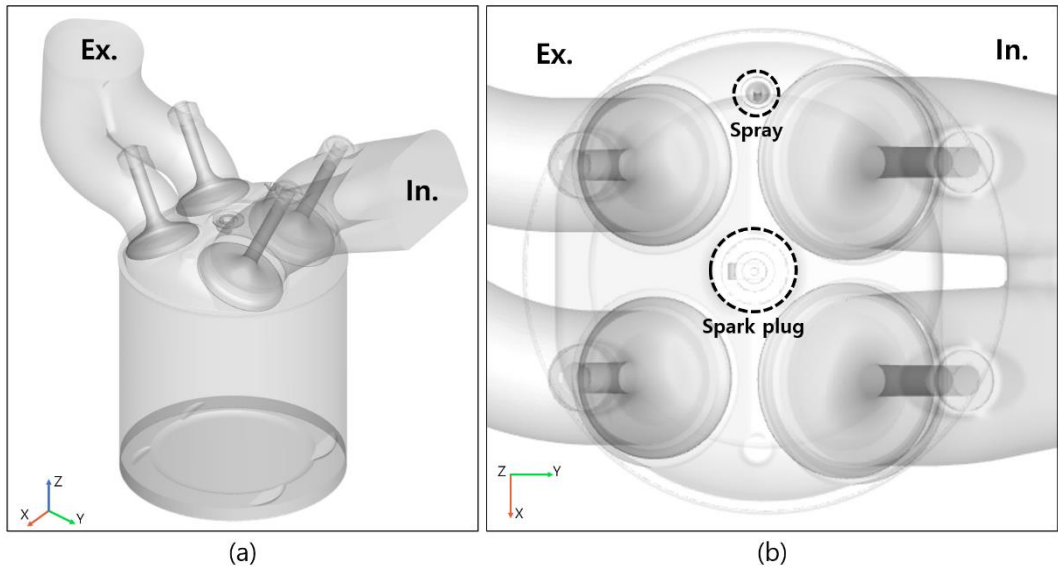 Ex.
In.
Z
X
Y
(a)
Ex.
In.
Spray
Spark plug
Z
Y
X
(b)